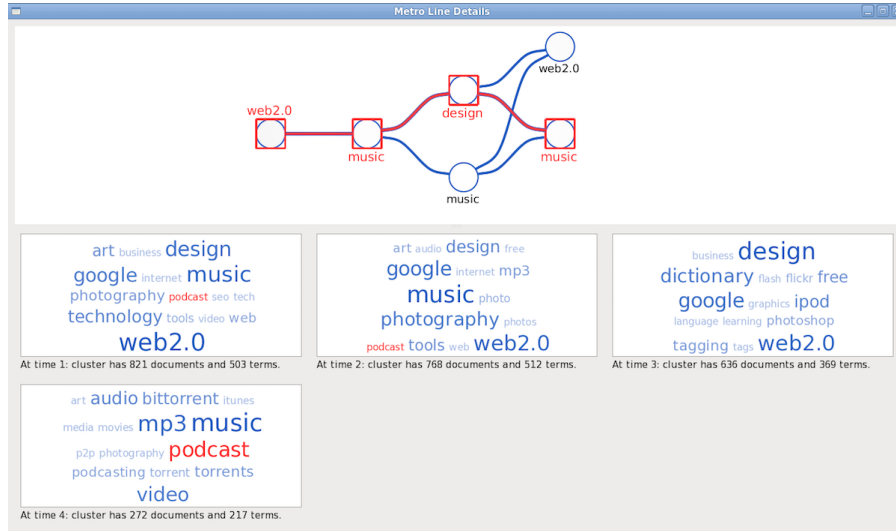 Metro Line Details
web2.0
web2.0
design
music
music
music
art business design
google internet music
photography podcast seo tech
technology tools video web
web2.0
At time 1: cluster has 821 documents and 503 terms.
art audio design free
google internet mp3
music photo
photography photos
podcast tools web web2.0
At time 2: cluster has 768 documents and 512 terms.
business design
dictionary flash flickr free
google graphics ipod
language learning photoshop
tagging tags web2.0
At time 3: cluster has 636 documents and 369 terms.
art audio bittorrent itunes
media movies mp3 music
p2p photography podcast
podcasting torrent torrents
video
At time 4: cluster has 272 documents and 217 terms.